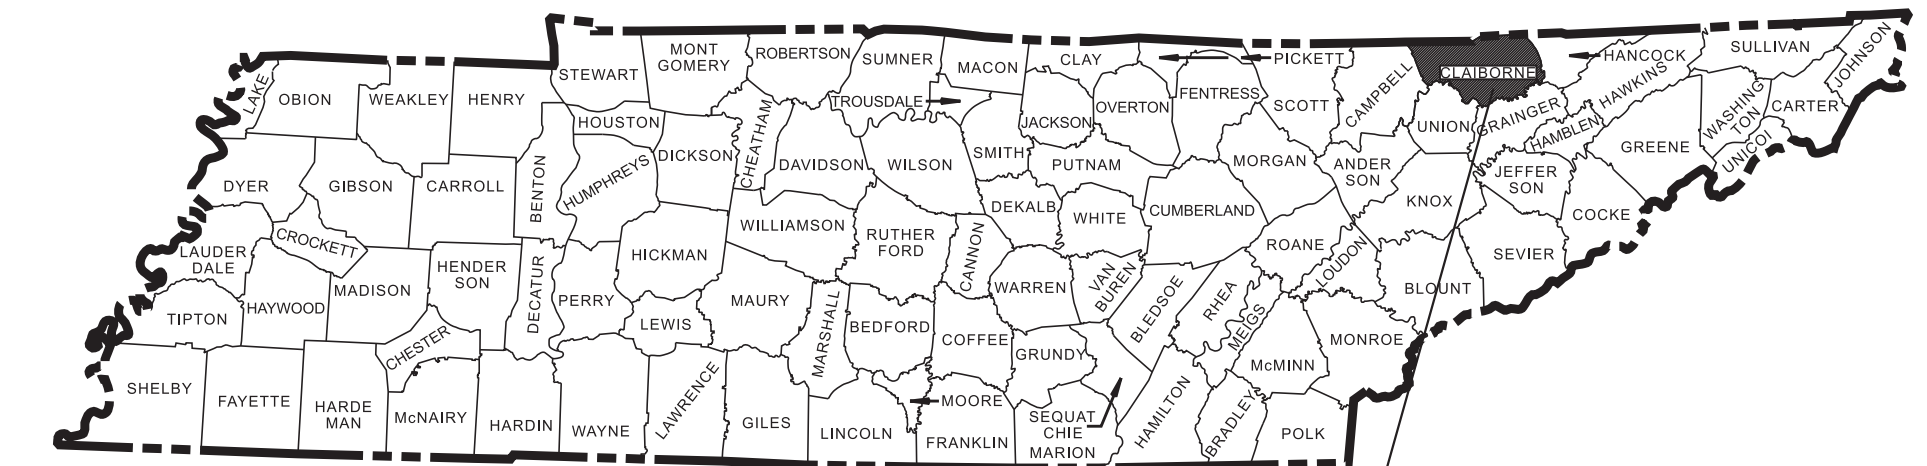 LAKE
OBION
WEAKLEY
HENRY
STEWART
MONT
GOMERY
ROBERTSON
SUMNER
MACON
CLAY
PICKETT
CLAIBORNE
HANCOCK
SULLIVAN
JOHNSON
TROUSDALE
HOUSTON
CHEATHAM
JACKSON
OVERTON
FENTRESS
SCOTT
CAMPBELL
UNION
GRAINGER
HAMBLEN
HAWKINS
WASHING
TON
CARTER
UNICOI
GREENE
DYER
GIBSON
CARROLL
BENTON
HUMPHREYS
DICKSON
DAVIDSON
WILSON
SMITH
PUTNAM
MORGAN
ANDER
SON
JEFFER
SON
COCKE
CROCKETT
WILLIAMSON
DEKALB
WHITE
CUMBERLAND
KNOX
LAUDER
DALE
HENDER
SON
DECATUR
HICKMAN
RUTHER
FORD
CANNON
VAN
BUREN
ROANE
LOUDON
SEVIER
TIPTON
HAYWOOD
MADISON
PERRY
LEWIS
MAURY
MARSHALL
BEDFORD
COFFEE
WARREN
BLEDSOE
RHEA
MEIGS
BLOUNT
CHESTER
GRUNDY
McMINN
MONROE
SHELBY
FAYETTE
HARDE
MAN
McNAIRY
HARDIN
WAYNE
LAWRENCE
GILES
LINCOLN
MOORE
FRANKLIN
SEQUAT
CHIE
MARION
HAMILTON
BRADLEY
POLK